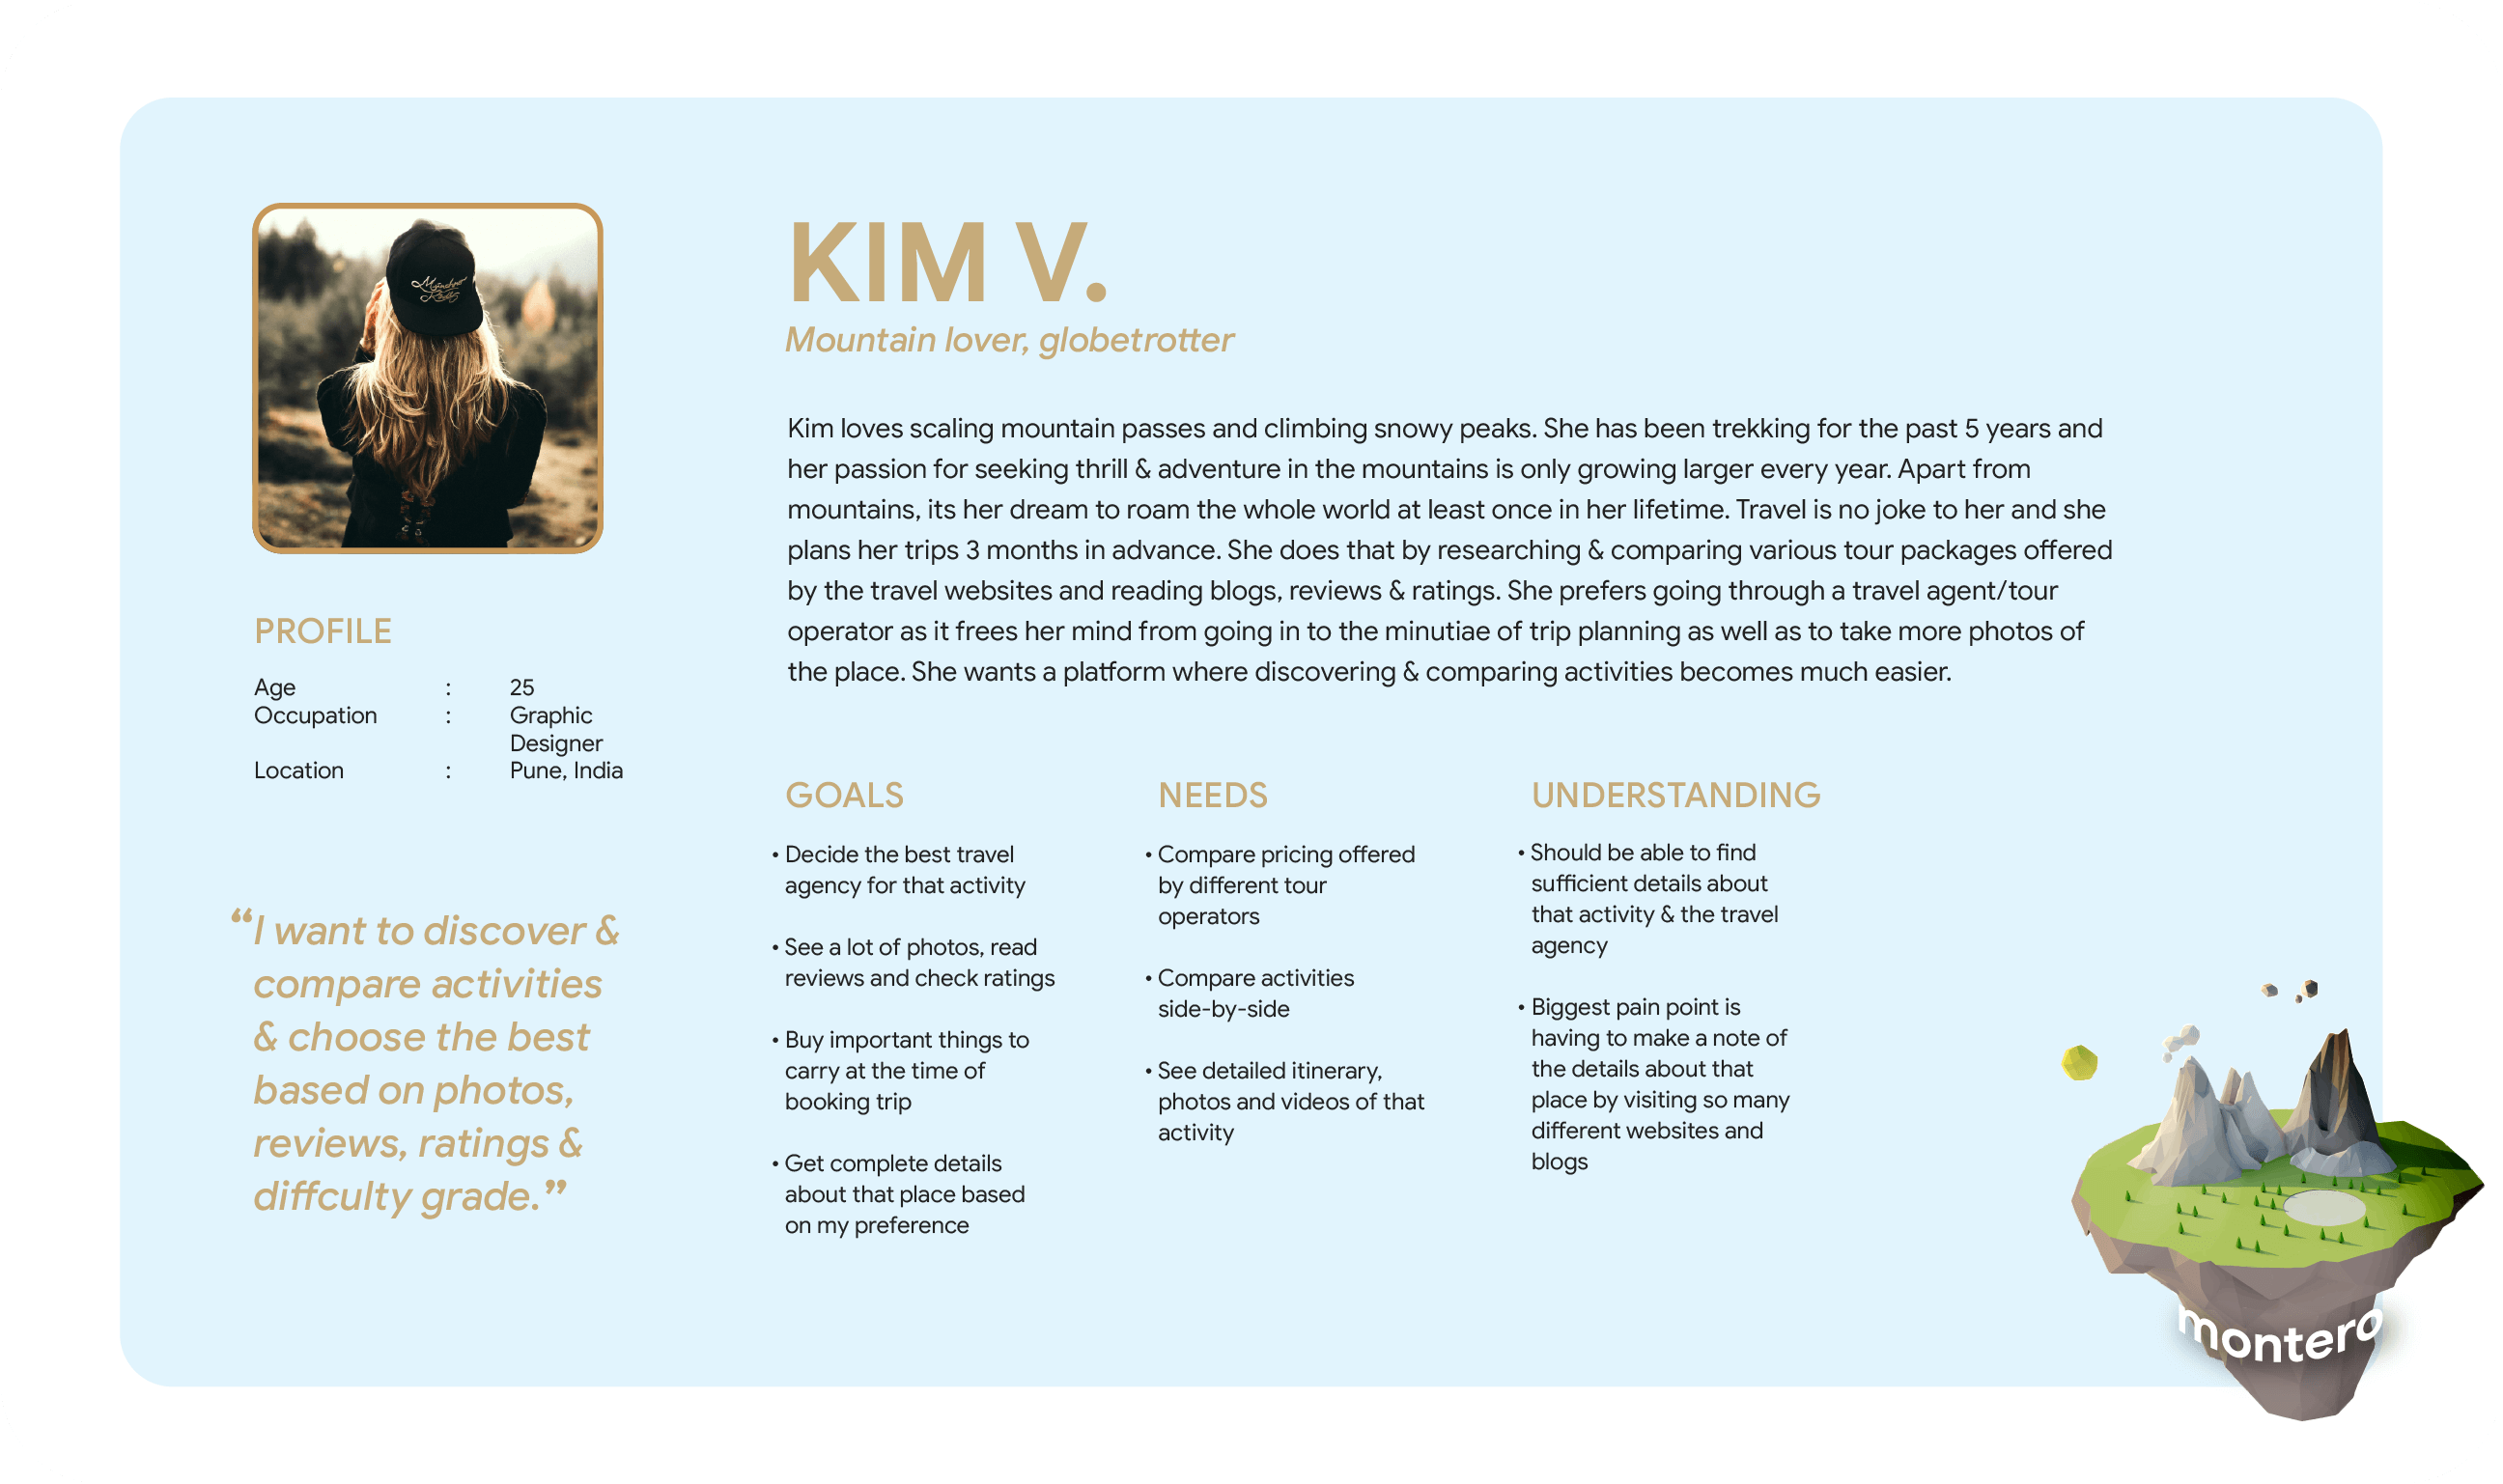 KIM V.
Mountain lover, globetrotter
Kim loves scaling mountain passes and climbing snowy peaks. She has been trekking for the past 5 years and
her passion for seeking thrill & adventure in the mountains is only growing larger every year. Apart from
mountains, its her dream to roam the whole world at least once in her lifetime. Travel is no joke to her and she
plans her trips 3 months in advance. She does that by researching & comparing various tour packages offered
by the travel websites and reading blogs, reviews & ratings. She prefers going through a travel agent/tour
operator as it frees her mind from going in to the minutiae of trip planning as well as to take more photos of
the place. She wants a platform where discovering & comparing activities becomes much easier.
PROFILE
Age : 25
Occupation : Graphic
Designer
Location : Pune, India
“I want to discover &
compare activities
& choose the best
based on photos,
reviews, ratings &
diffculty grade.”
GOALS
• Decide the best travel
agency for that activity
• See a lot of photos, read
reviews and check ratings
• Buy important things to
carry at the time of
booking trip
• Get complete details
about that place based
on my preference
NEEDS
• Compare pricing offered
by different tour
operators
• Compare activities
side-by-side
• See detailed itinerary,
photos and videos of that
activity
UNDERSTANDING
• Should be able to find
sufficient details about
that activity & the travel
agency
• Biggest pain point is
having to make a note of
the details about that
place by visiting so many
different websites and
blogs
montero